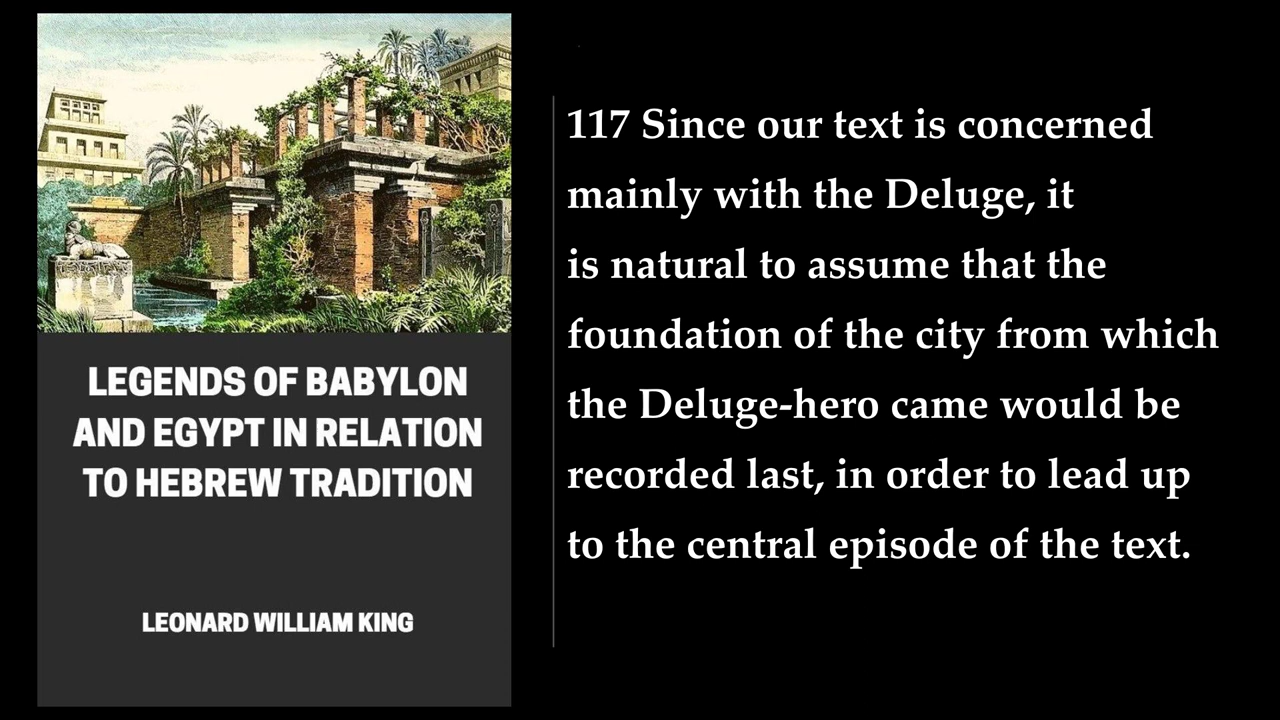 LEGENDS OF BABYLON
AND EGYPT IN RELATION
TO HEBREW TRADITION
LEONARD WILLIAM KING
117 Since our text is concerned
mainly with the Deluge, it
is natural to assume that the
foundation of the city from which
the Deluge-hero came would be
recorded last, in order to lead up
to the central episode of the text.